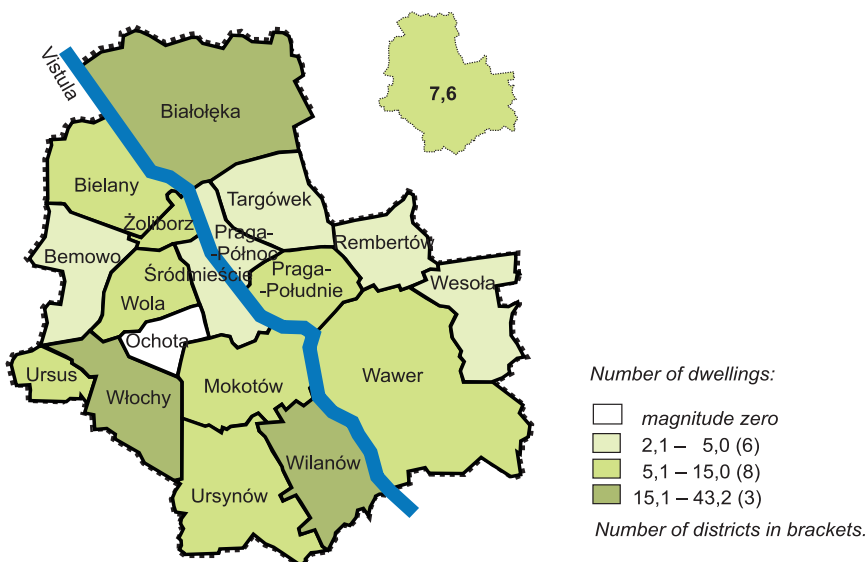 Vistula
Białołęka
7,6
Bielany
Targówek
Żoliborz
Praga-
-Północ
Rembertów
Bemowo
Śródmieście
Praga-
-Południe
Wesoła
Wola
Ochota
Ursus
Włochy
Mokotów
Wawer
Wilanów
Ursynów
Number of dwellings:
magnitude zero
2,1 – 5,0 (6)
5,1 – 15,0 (8)
15,1 – 43,2 (3)
Number of districts in brackets.